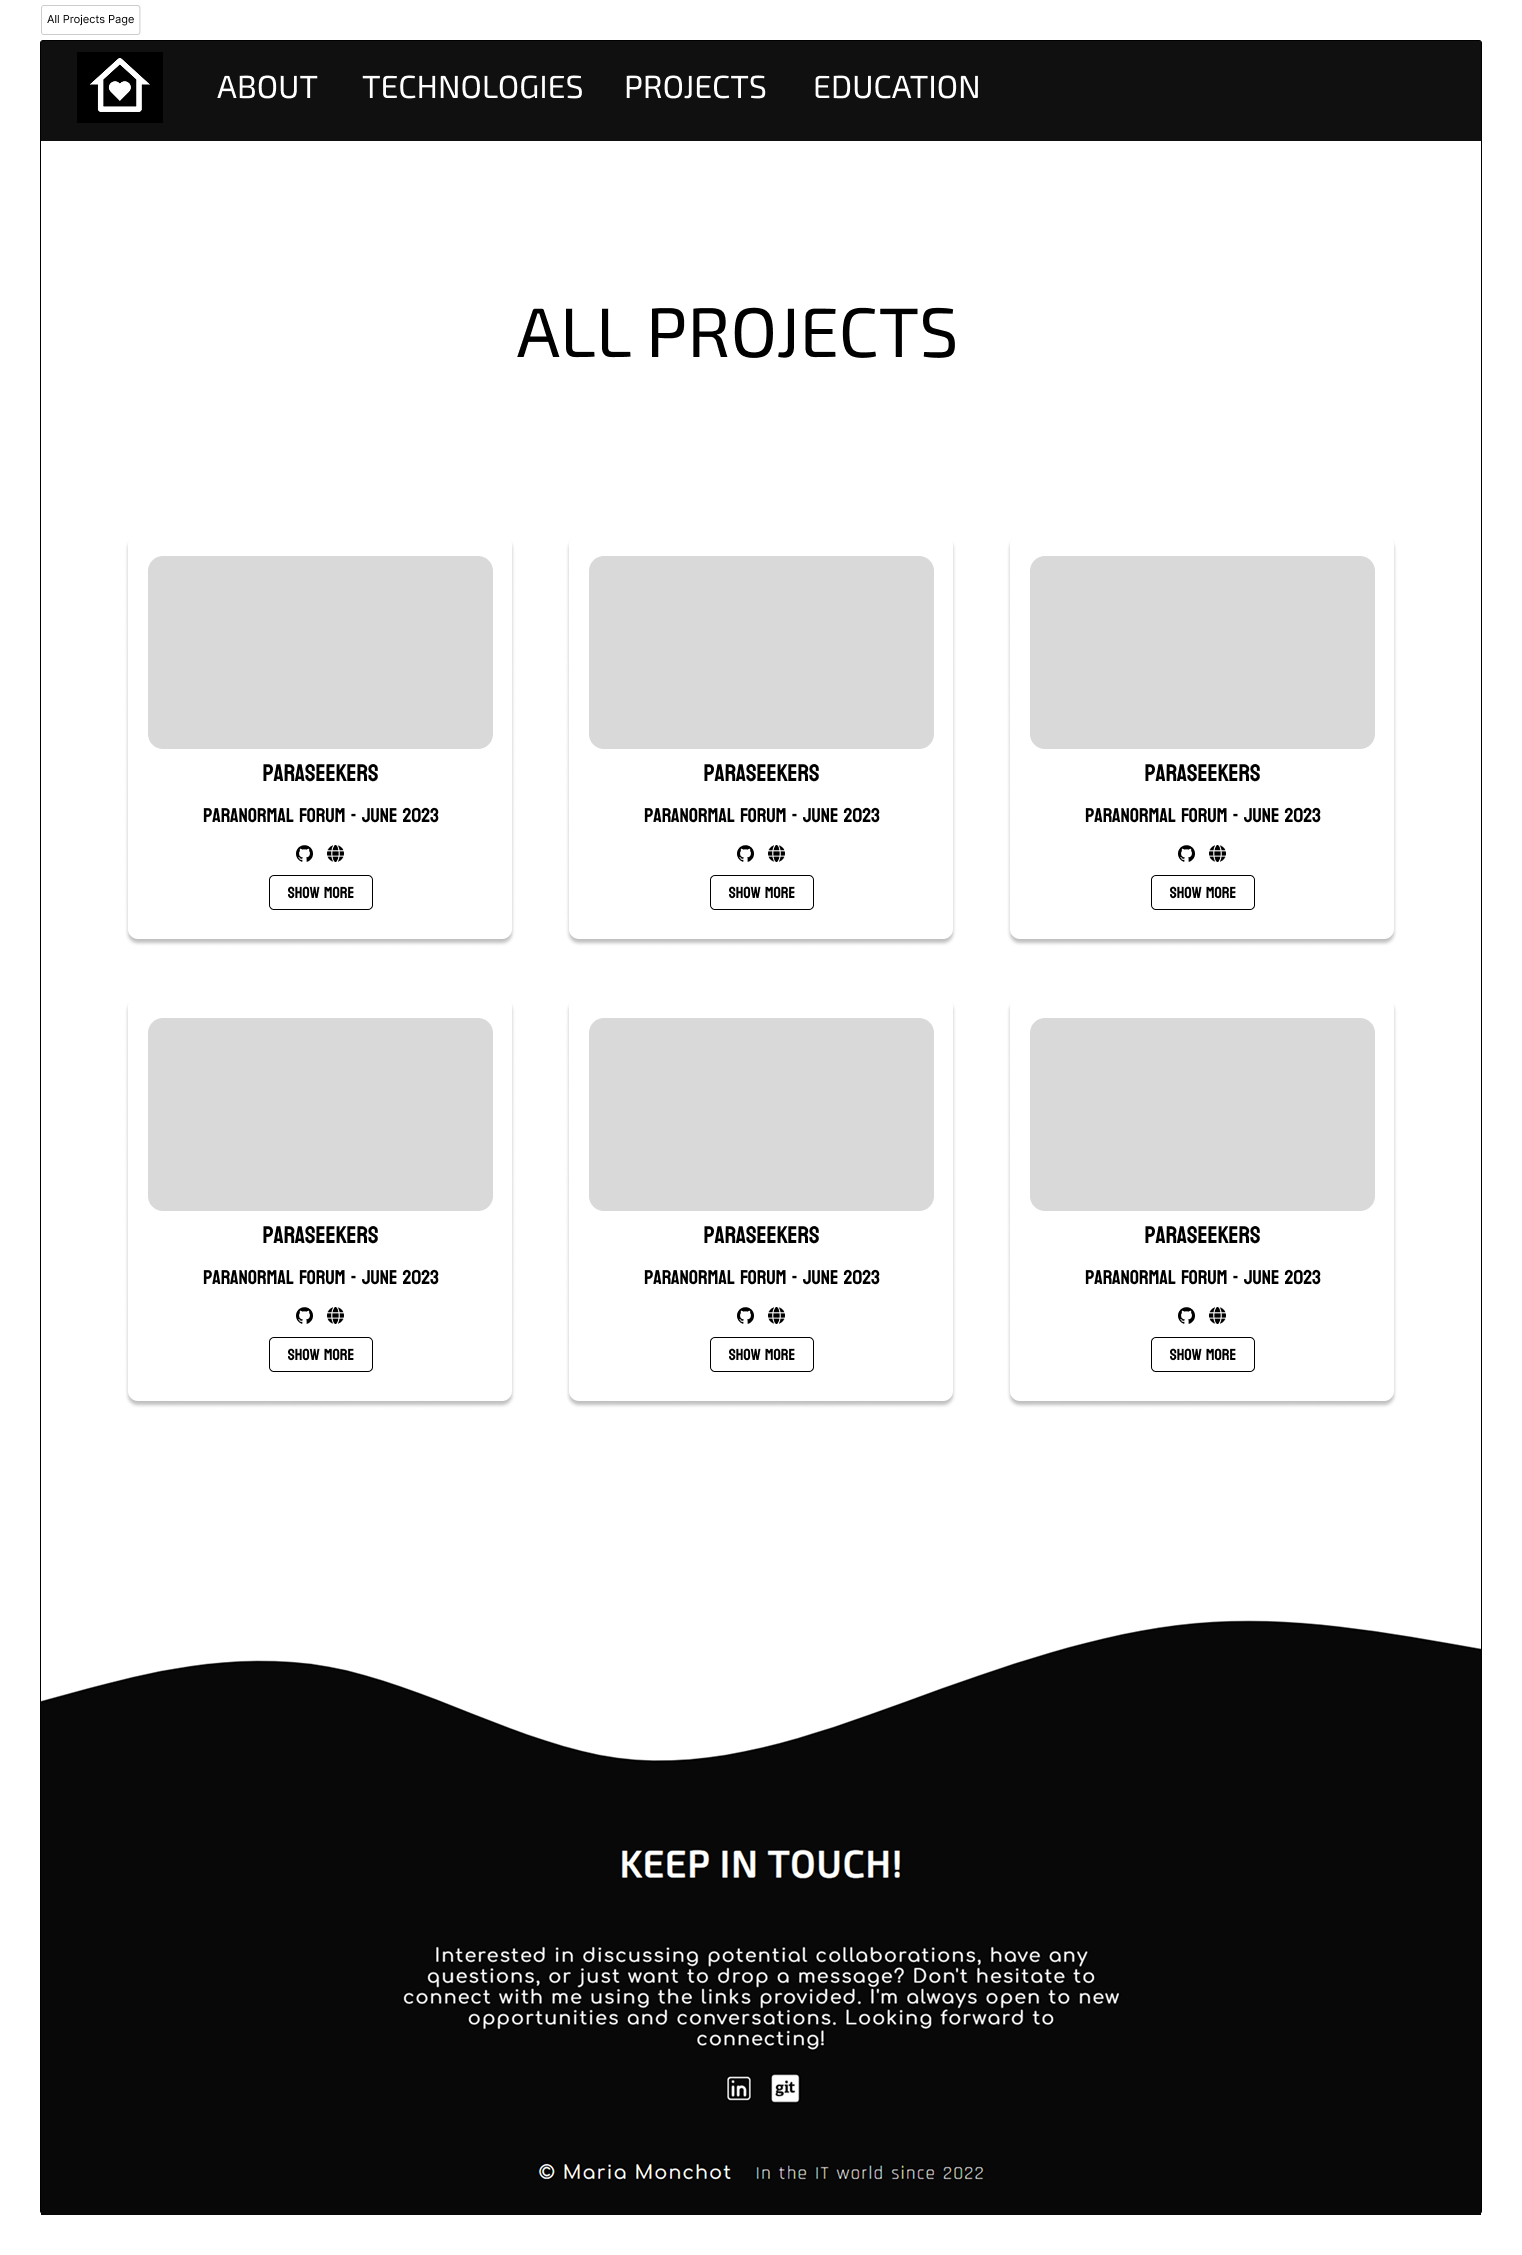 All Projects Page
ABOUT TECHNOLOGIES PROJECTS EDUCATION
ALL PROJECTS
PARASEEKERS PARASEEKERS PARASEEKERS
PARANORMAL FORUM - JUNE 2023 PARANORMAL FORUM - JUNE 2023 PARANORMAL FORUM - JUNE 2023
SHOW MORE SHOW MORE SHOW MORE
PARASEEKERS PARASEEKERS PARASEEKERS
PARANORMAL FORUM - JUNE 2023 PARANORMAL FORUM - JUNE 2023 PARANORMAL FORUM - JUNE 2023
SHOW MORE SHOW MORE SHOW MORE
KEEP IN TOUCH!
Interested in discussing potential collaborations, have any
questions, or just want to drop a message? Don't hesitate to
connect with me using the links provided. I'm always open to new
opportunities and conversations. Looking forward to
connecting!
in git
© Maria Monchot In the IT world since 2022